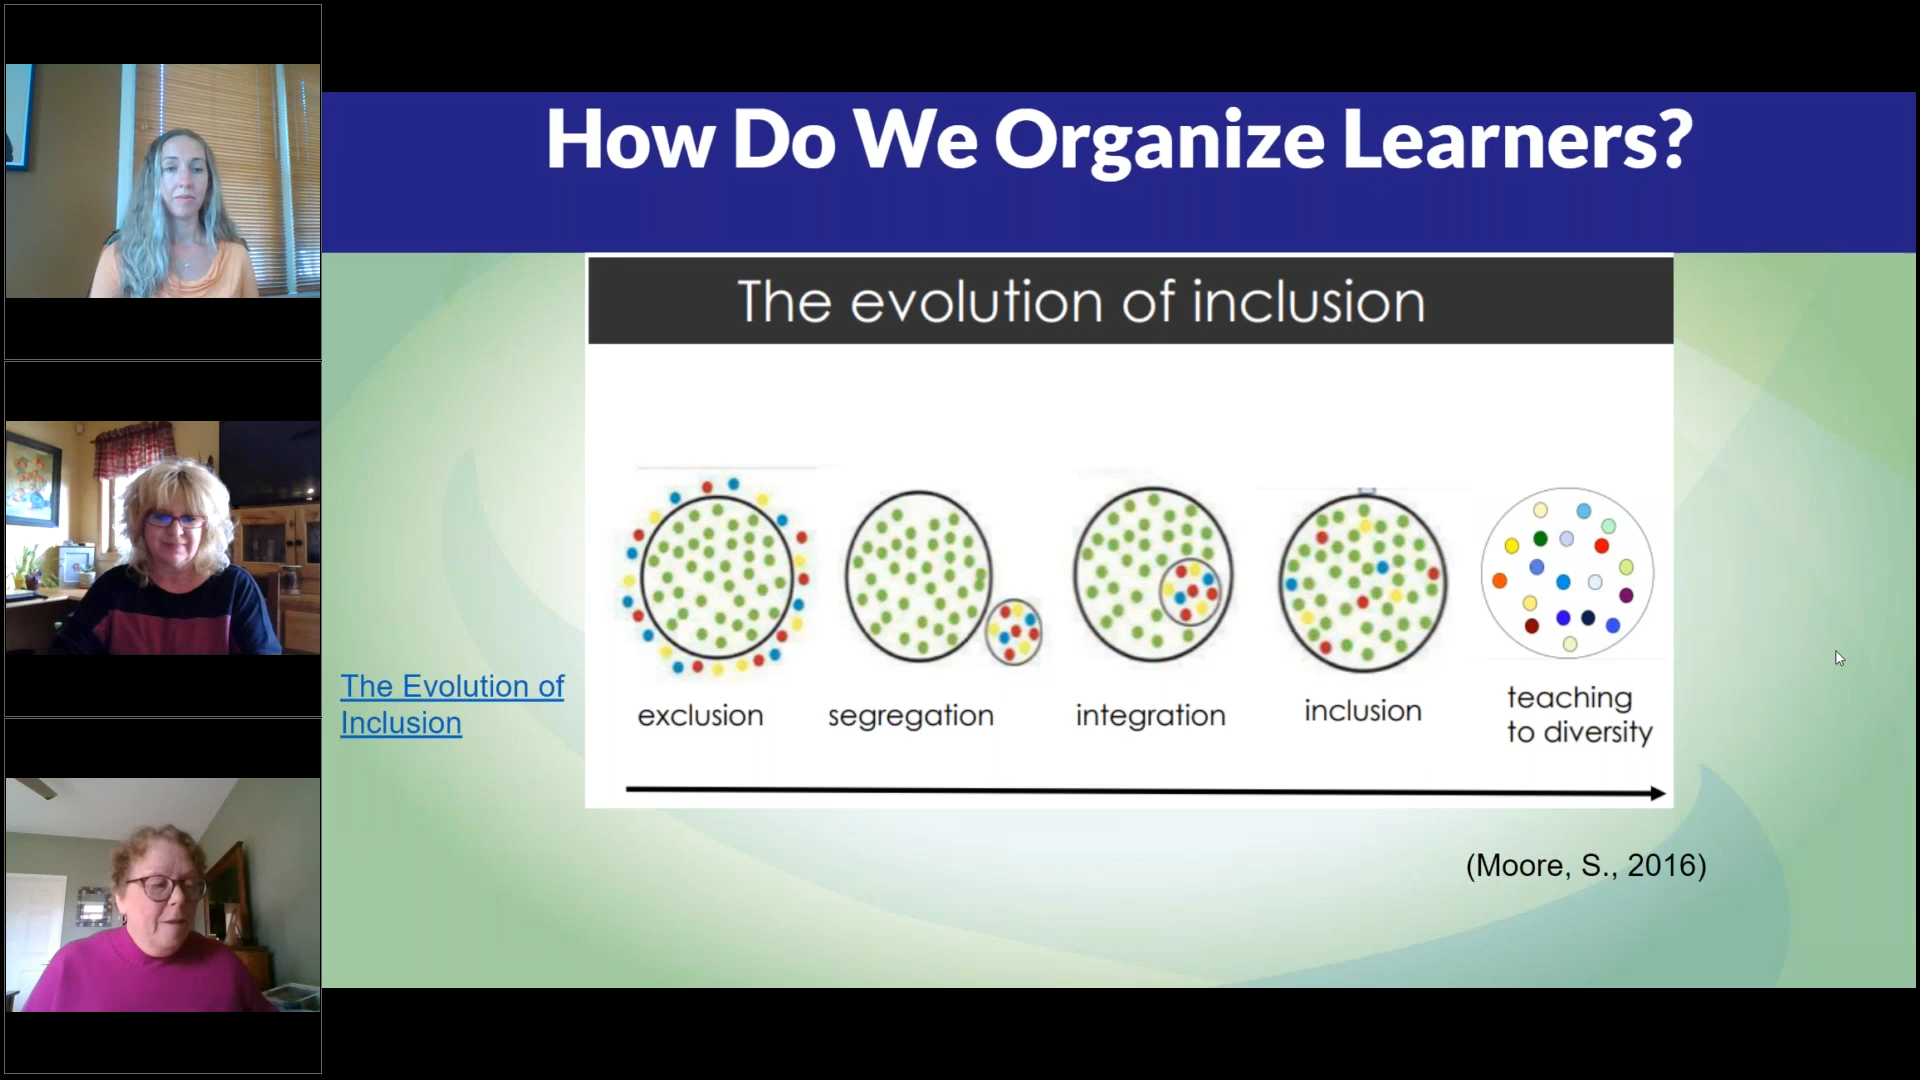 How Do We Organize Learners?
The evolution of inclusion
The Evolution of
Inclusion
exclusion
segregation
integration
inclusion
teaching
to diversity
(Moore, S., 2016)